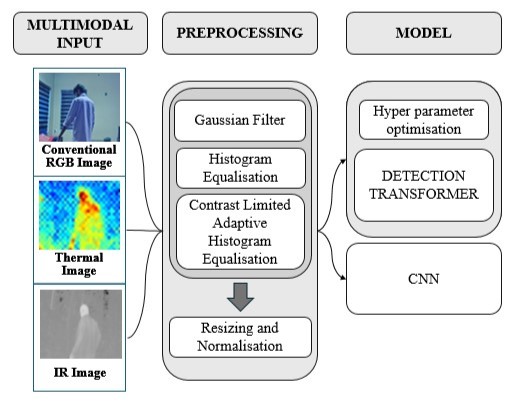 MULTIMODAL
INPUT
PREPROCESSING
MODEL
Conventional
RGB Image
Thermal
Image
IR Image
Gaussian Filter
Histogram
Equalisation
Contrast Limited
Adaptive
Histogram
Equalisation
Resizing and
Normalisation
Hyper parameter
optimisation
DETECTION
TRANSFORMER
CNN